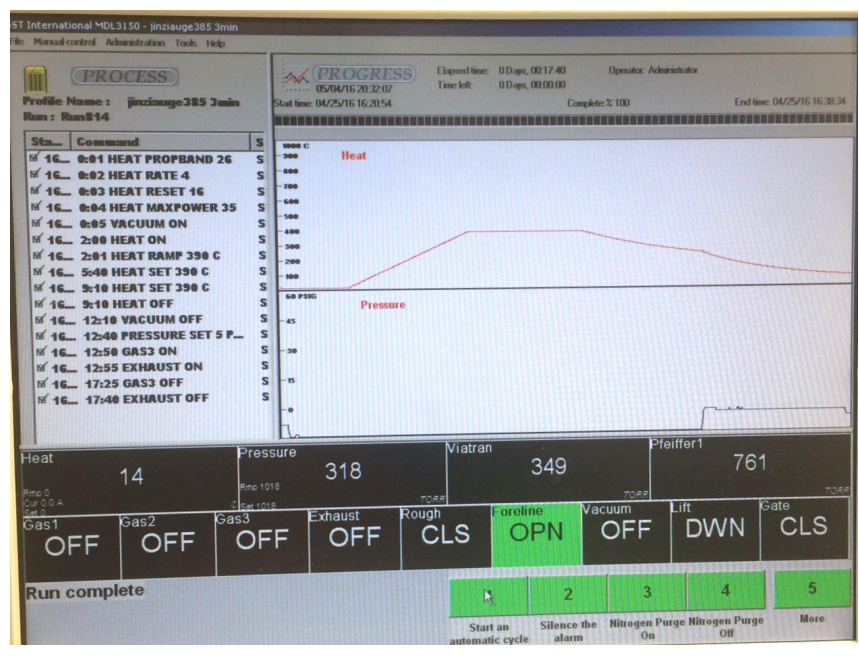 ST International MDL3150 - jinziauge385 3min
File Manual control Administration Tools Help
PROCESS
Profile Name : jinziauge385 3min
Run : Run814
PROGRESS
05/04/16 20:32:07
Elapsed time: 0 Days, 00:17:40
Operator: Administrator
Time left: 0 Days, 00:00:00
Start time: 04/25/16 16:20:54
Complete:% 100
End time: 04/25/16 16:38:34
Sta... Command S
16... 0:01 HEAT PROPBAND 26 S
16... 0:02 HEAT RATE 4 S
16... 0:03 HEAT RESET 16 S
16... 0:04 HEAT MAXPOWER 35 S
16... 0:05 VACUUM ON S
16... 2:00 HEAT ON S
16... 2:01 HEAT RAMP 390 C S
16... 5:40 HEAT SET 390 C S
16... 9:10 HEAT SET 390 C S
16... 9:10 HEAT OFF S
16... 12:10 VACUUM OFF S
16... 12:40 PRESSURE SET 5 P... S
16... 12:50 GAS3 ON S
16... 12:55 EXHAUST ON S
16... 17:25 GAS3 OFF S
16... 17:40 EXHAUST OFF S
1000 C
900
Heat
800
700
600
500
400
300
200
100
60 PSIG
Pressure
45
30
15
0
Heat
14
Rmp 0
Cur 0.0 A
Set 0
C
Pressure
318
Rmp 1018
Set 1018
TORR
Viatran
349
TORR
Pfeiffer1
761
TORR
Gas1
OFF
Gas2
OFF
Gas3
OFF
Exhaust
OFF
Rough
CLS
Foreline
OPN
Vacuum
OFF
Lift
DWN
Gate
CLS
Run complete
2
3
4
5
Start an
automatic cycle
Silence the
alarm
Nitrogen Purge
On
Nitrogen Purge
Off
More